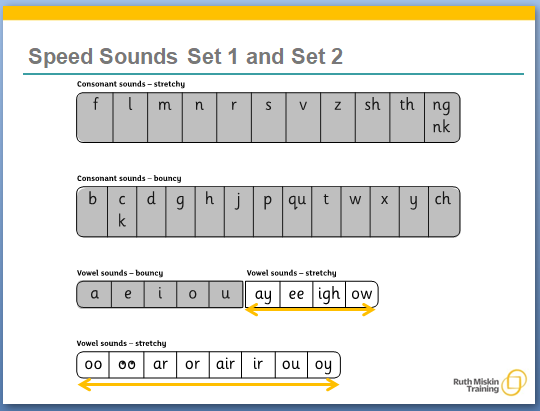 Speed Sounds Set 1 and Set 2
Consonant sounds – stretchy
f l m n r s v z sh th ng
nk
Consonant sounds – bouncy
b c d g h j p qu t w x y ch
k
Vowel sounds – bouncy Vowel sounds – stretchy
a e i o u ay ee igh ow
Vowel sounds – stretchy
oo oo ar or air ir ou oy
Ruth Miskin
Training